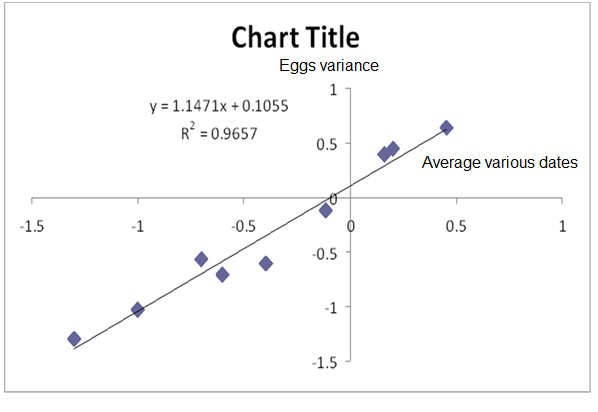 Chart Title
Eggs variance
y = 1.1471x + 0.1055
R² = 0.9657
1
0.5
Average various dates
0
-1.5 -1 -0.5 0 0.5 1
-0.5
-1
-1.5